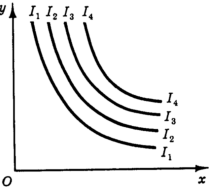 y I₁ I₂ I₃ I₄
I₄
I₃
I₂
I₁
O x